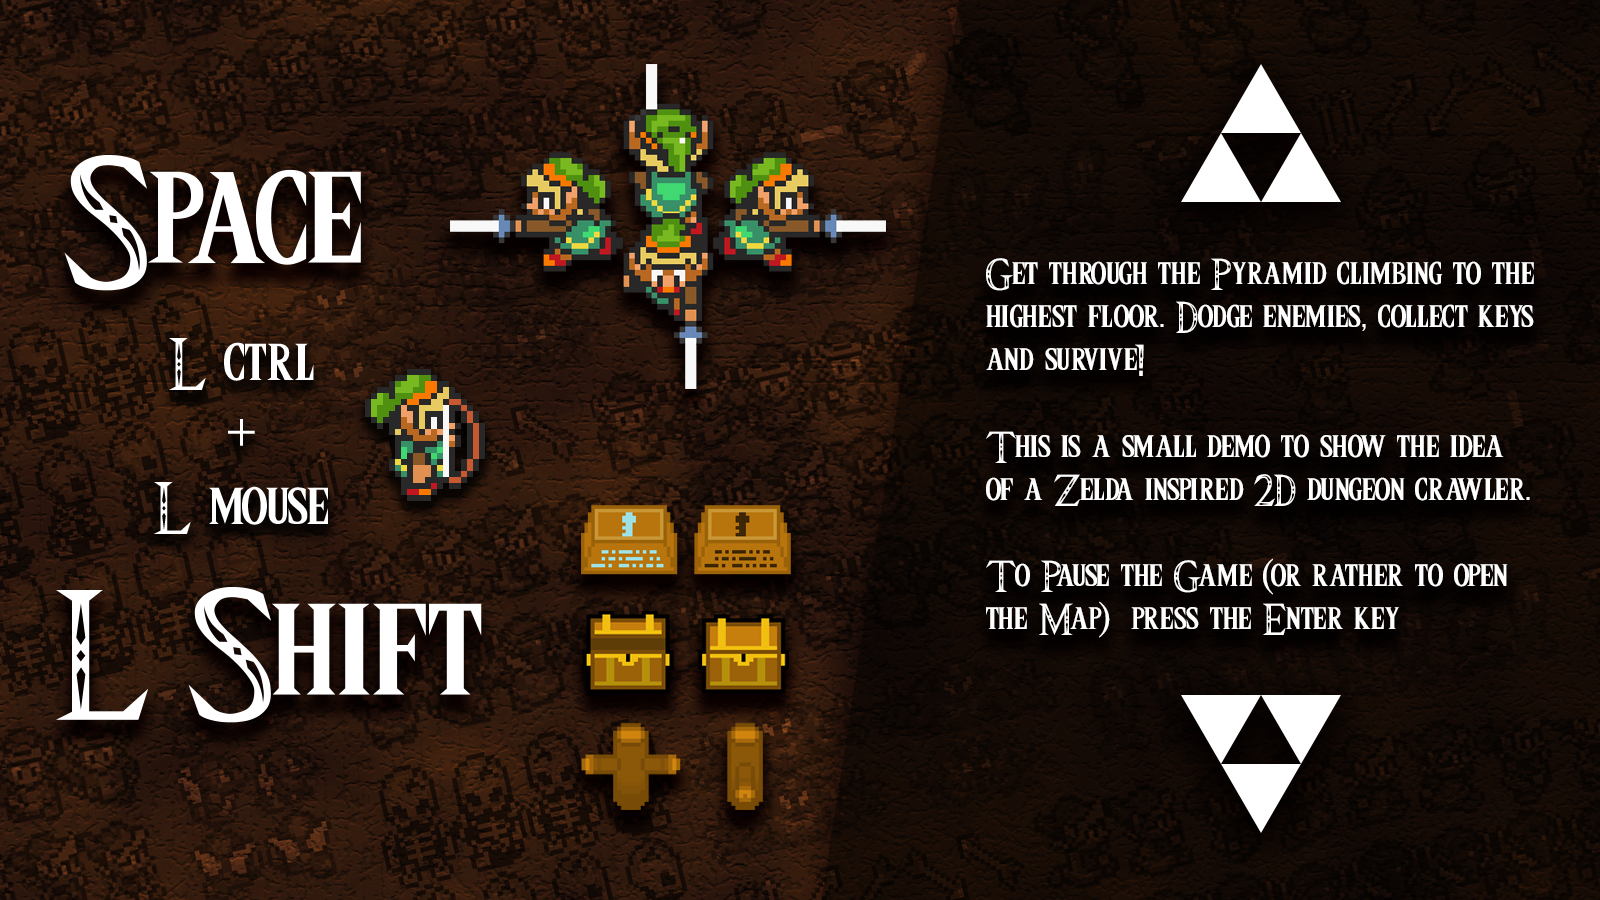 Space
L ctrl
+
L mouse
L Shift
Get through the Pyramid climbing to the
highest floor. Dodge enemies, collect keys
and survive!
This is a small demo to show the idea
of a Zelda inspired 2D dungeon crawler.
To Pause the Game (or rather to open
the Map) press the Enter key